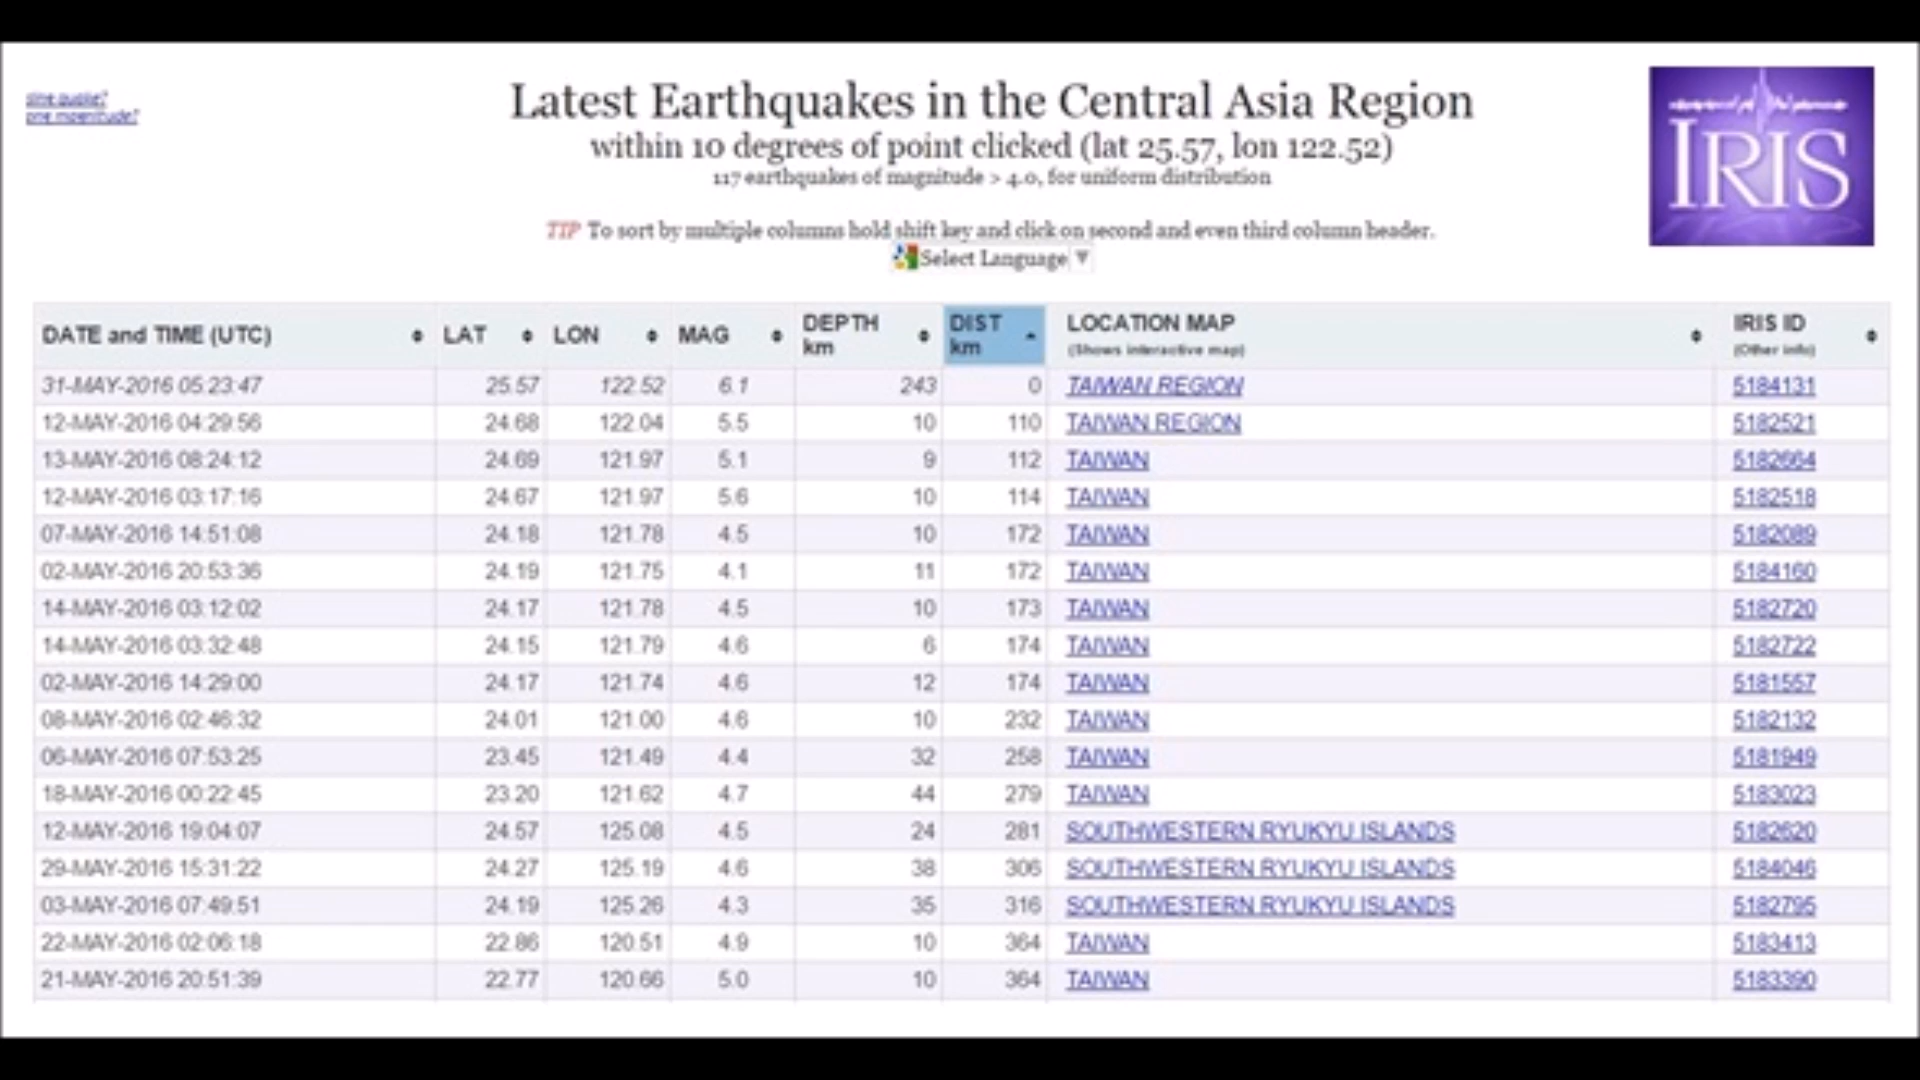 Latest Earthquakes in the Central Asia Region
within 10 degrees of point clicked (lat 25.57, lon 122.52)
117 earthquakes of magnitude > 4.0, for uniform distribution
IRIS
TIP To sort by multiple columns hold shift key and click on second and even third column header.
Select Language ▼
DATE and TIME (UTC) LAT LON MAG DEPTH km DIST km LOCATION MAP (Shows interactive map) IRIS ID (Other info)
31-MAY-2016 05:23:47 25.57 122.52 6.1 243 0 TAIWAN REGION 5184131
12-MAY-2016 04:29:56 24.68 122.04 5.5 10 110 TAIWAN REGION 5182521
13-MAY-2016 08:24:12 24.69 121.97 5.1 9 112 TAIWAN 5182664
12-MAY-2016 03:17:16 24.67 121.97 5.6 10 114 TAIWAN 5182518
07-MAY-2016 14:51:08 24.18 121.78 4.5 10 172 TAIWAN 5182089
02-MAY-2016 20:53:36 24.19 121.75 4.1 11 172 TAIWAN 5184160
14-MAY-2016 03:12:02 24.17 121.78 4.5 10 173 TAIWAN 5182720
14-MAY-2016 03:32:48 24.15 121.79 4.6 6 174 TAIWAN 5182722
02-MAY-2016 14:29:00 24.17 121.74 4.6 12 174 TAIWAN 5181557
08-MAY-2016 02:46:32 24.01 121.00 4.6 10 232 TAIWAN 5182132
06-MAY-2016 07:53:25 23.45 121.49 4.4 32 258 TAIWAN 5181949
18-MAY-2016 00:22:45 23.20 121.62 4.7 44 279 TAIWAN 5183023
12-MAY-2016 19:04:07 24.57 125.08 4.5 24 281 SOUTHWESTERN RYUKYU ISLANDS 5182620
29-MAY-2016 15:31:22 24.27 125.19 4.6 38 306 SOUTHWESTERN RYUKYU ISLANDS 5184046
03-MAY-2016 07:49:51 24.19 125.26 4.3 35 316 SOUTHWESTERN RYUKYU ISLANDS 5182795
22-MAY-2016 02:06:18 22.86 120.51 4.9 10 364 TAIWAN 5183413
21-MAY-2016 20:51:39 22.77 120.66 5.0 10 364 TAIWAN 5183390